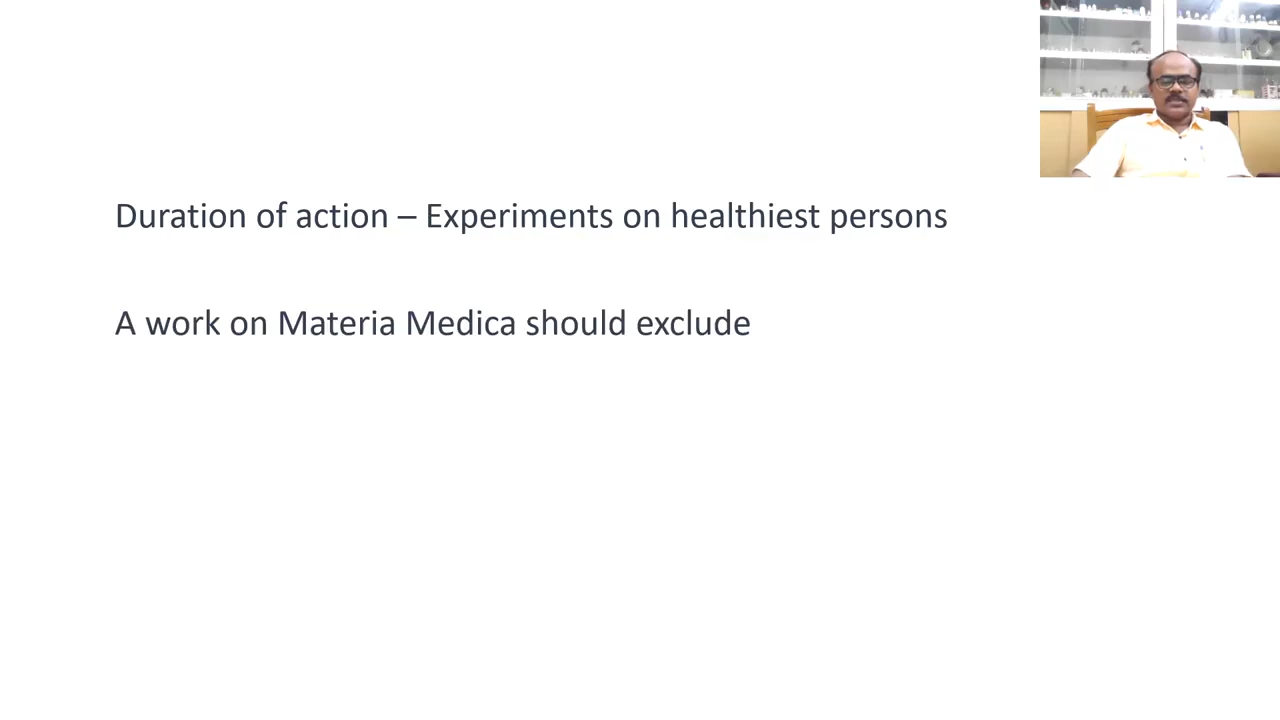 Duration of action – Experiments on healthiest persons
A work on Materia Medica should exclude